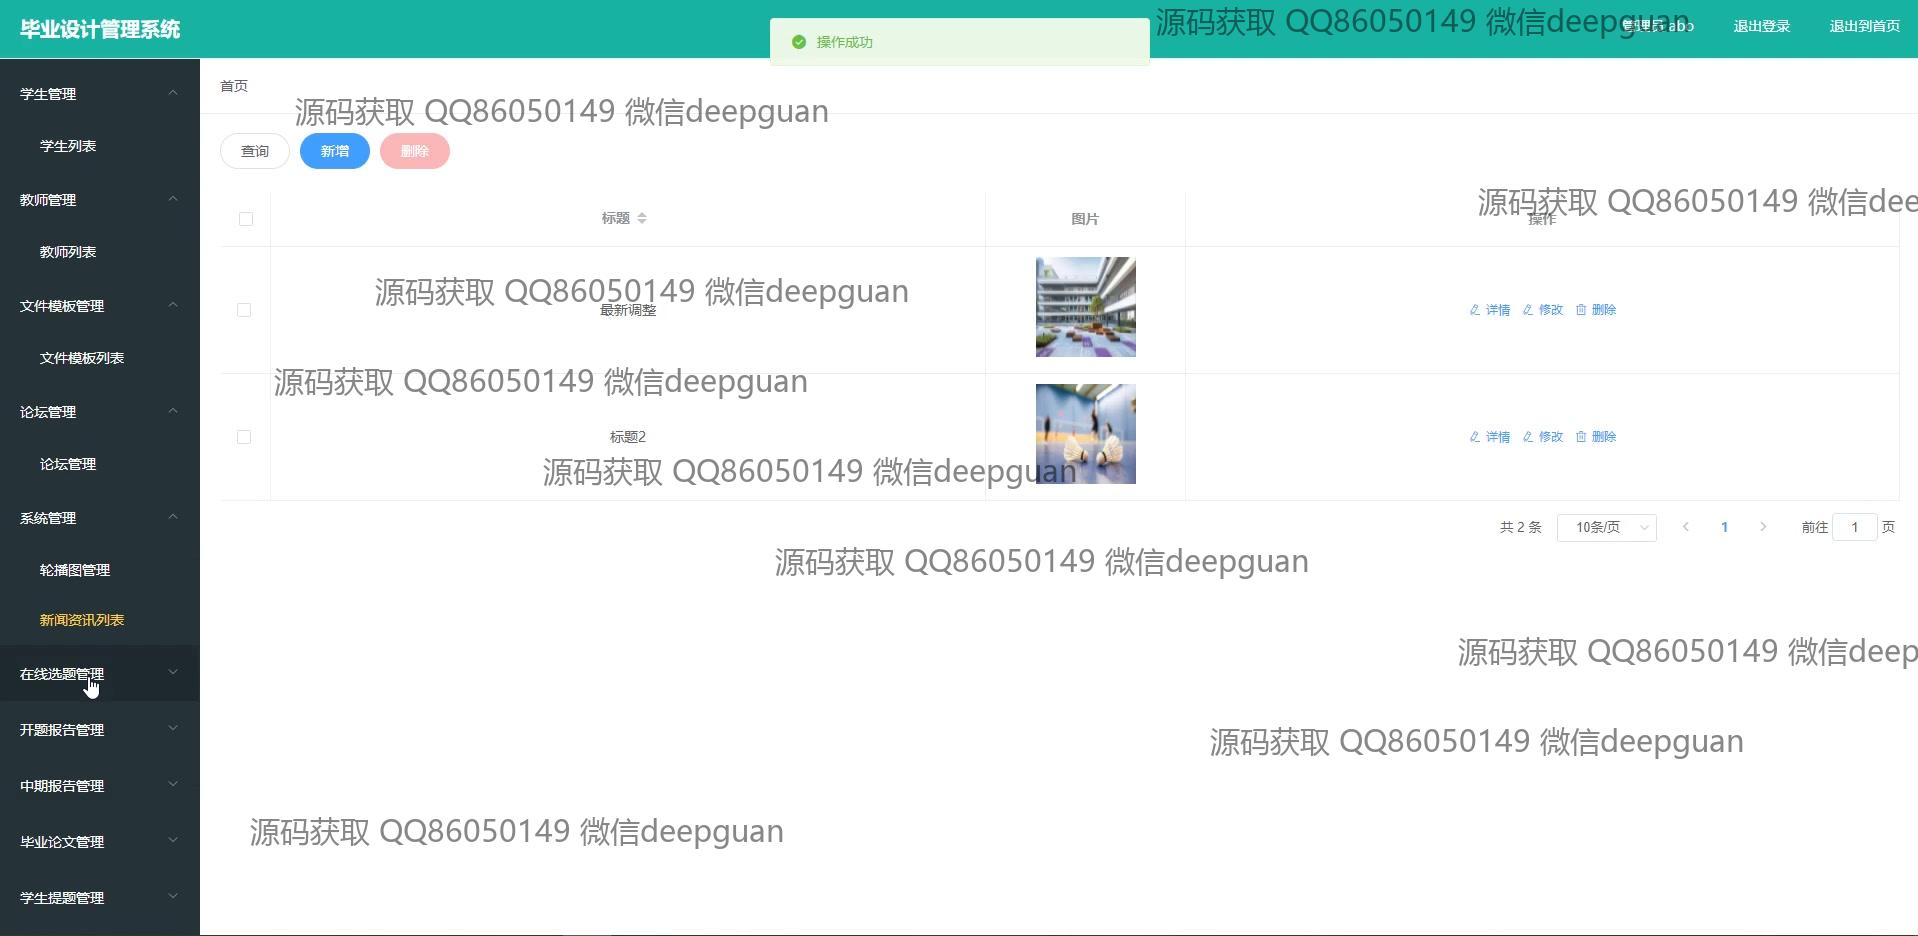 毕业设计管理系统
操作成功
源码获取 QQ86050149 微信deepguan
管理员 abo
退出登录
退出到首页
学生管理
学生列表
教师管理
教师列表
文件模板管理
文件模板列表
论坛管理
论坛管理
系统管理
轮播图管理
新闻资讯列表
在线选题管理
开题报告管理
中期报告管理
毕业论文管理
学生提题管理
首页
源码获取 QQ86050149 微信deepguan
查询 新增 删除
源码获取 QQ86050149 微信dee
标题 图片 操作
源码获取 QQ86050149 微信deepguan
最新调整 详情 修改 删除
源码获取 QQ86050149 微信deepguan
标题2 详情 修改 删除
源码获取 QQ86050149 微信deepguan
共 2 条 10条/页 1 前往 1 页
源码获取 QQ86050149 微信deepguan
源码获取 QQ86050149 微信deep
源码获取 QQ86050149 微信deepguan
源码获取 QQ86050149 微信deepguan